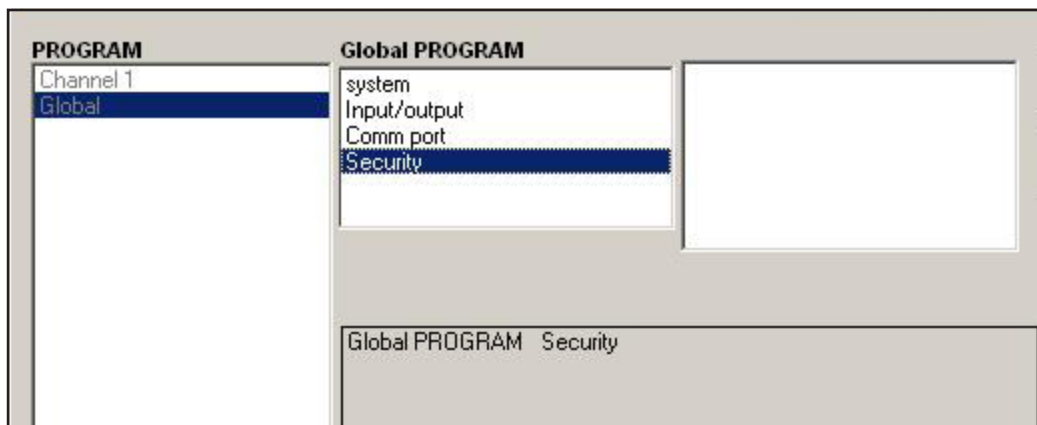 PROGRAM
Channel 1
Global
Global PROGRAM
system
Input/output
Comm port
Security
Global PROGRAM Security